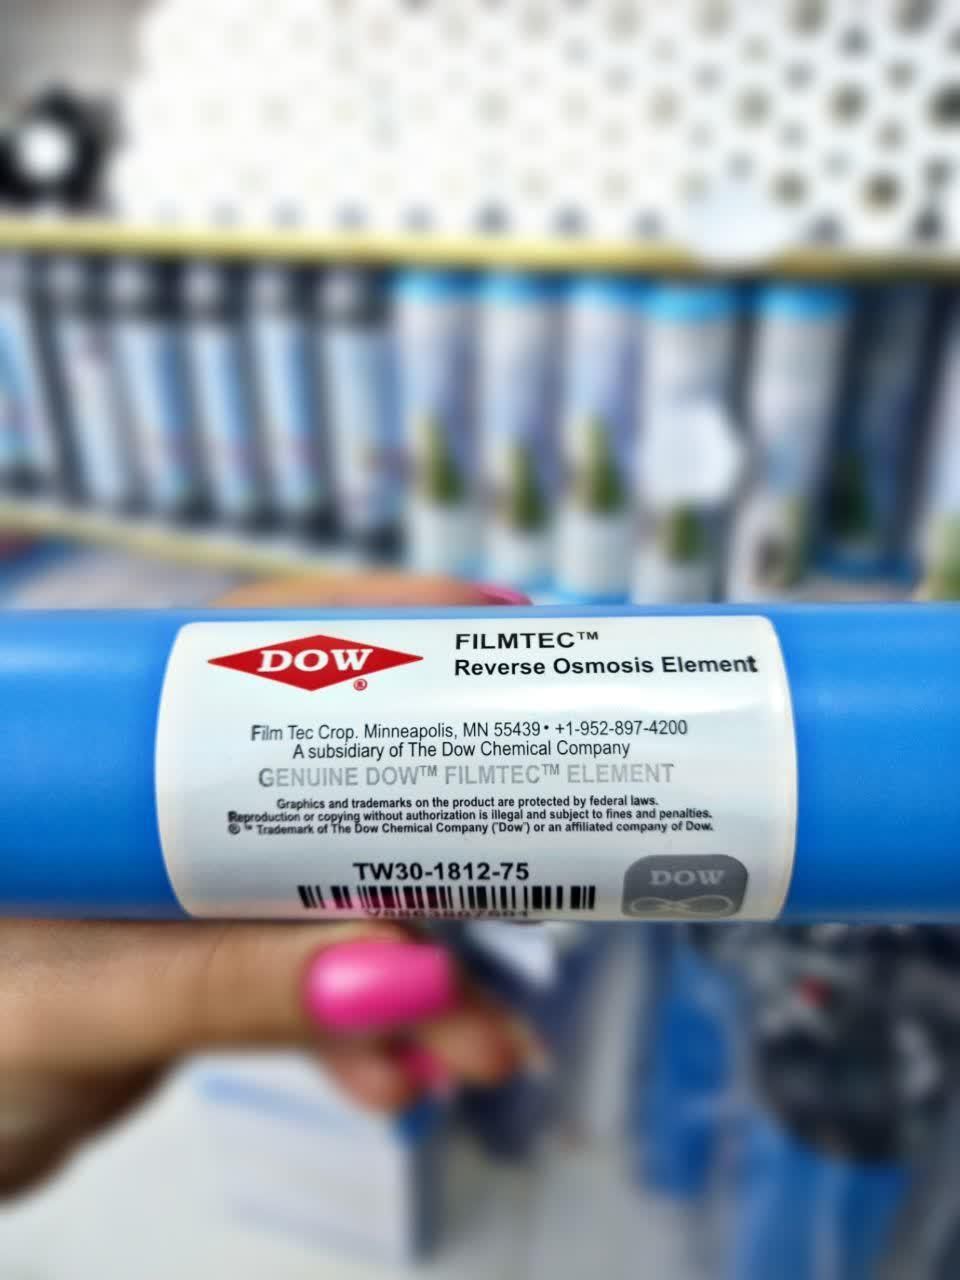 DOW
®
FILMTEC™
Reverse Osmosis Element
Film Tec Crop. Minneapolis, MN 55439• +1-952-897-4200
A subsidiary of The Dow Chemical Company
GENUINE DOW™ FILMTEC™ ELEMENT
Graphics and trademarks on the product are protected by federal laws.
Reproduction or copying without authorization is illegal and subject to fines and penalties.
® ™ Trademark of The Dow Chemical Company ("Dow") or an affiliated company of Dow.
TW30-1812-75
DOW